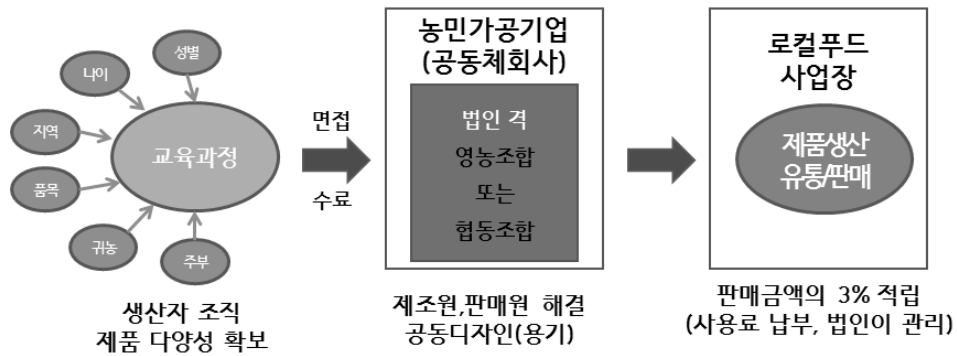 성별
나이
지역
품목
귀농
주부
교육과정
생산자 조직
제품 다양성 확보
면접
수료
농민가공기업
(공동체회사)
법인 격
영농조합
또는
협동조합
제조원,판매원 해결
공동디자인(용기)
로컬푸드
사업장
제품생산
유통/판매
판매금액의 3% 적립
(사용료 납부, 법인이 관리)